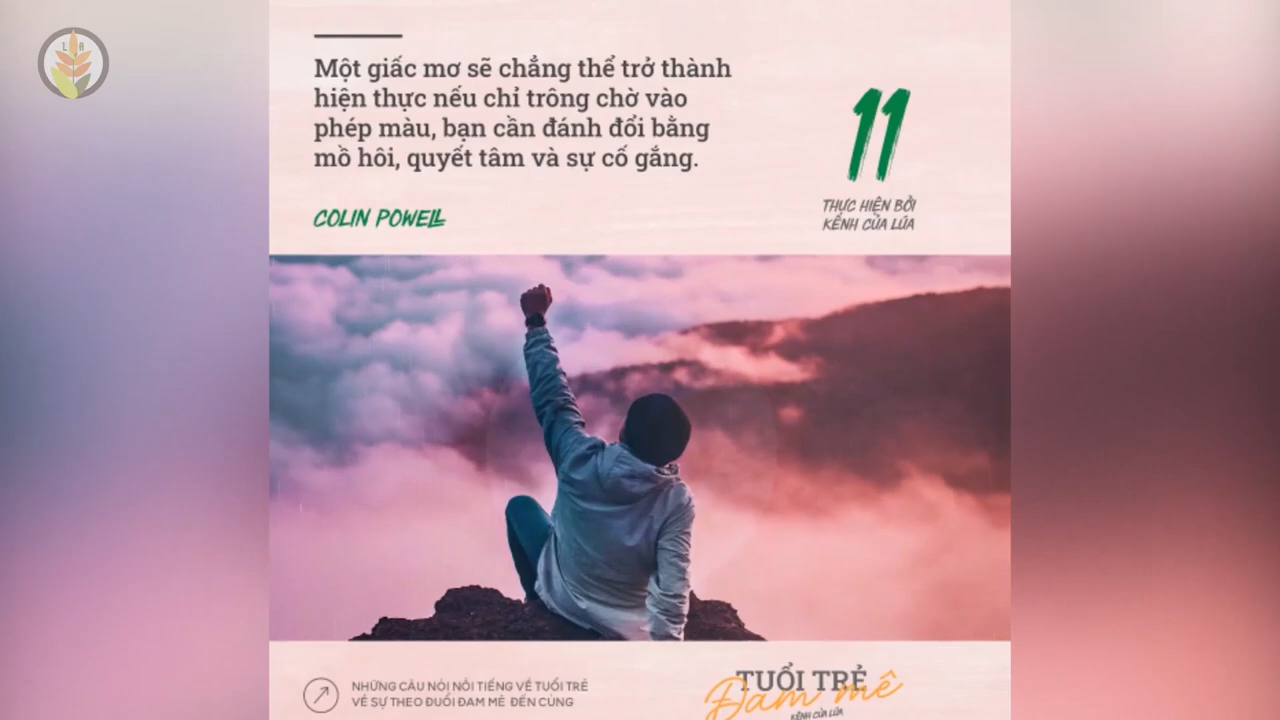 L A
Một giấc mơ sẽ chẳng thể trở thành
hiện thực nếu chỉ trông chờ vào
phép màu, bạn cần đánh đổi bằng
mồ hôi, quyết tâm và sự cố gắng.
COLIN POWELL
11
THỰC HIỆN BỞI
KÊNH CỦA LÚA
NHỮNG CÂU NÓI NỔI TIẾNG VỀ TUỔI TRẺ
VỀ SỰ THEO ĐUỔI ĐAM MÊ ĐẾN CÙNG
TUỔI TRẺ
Đam mê
KÊNH CỦA LÚA